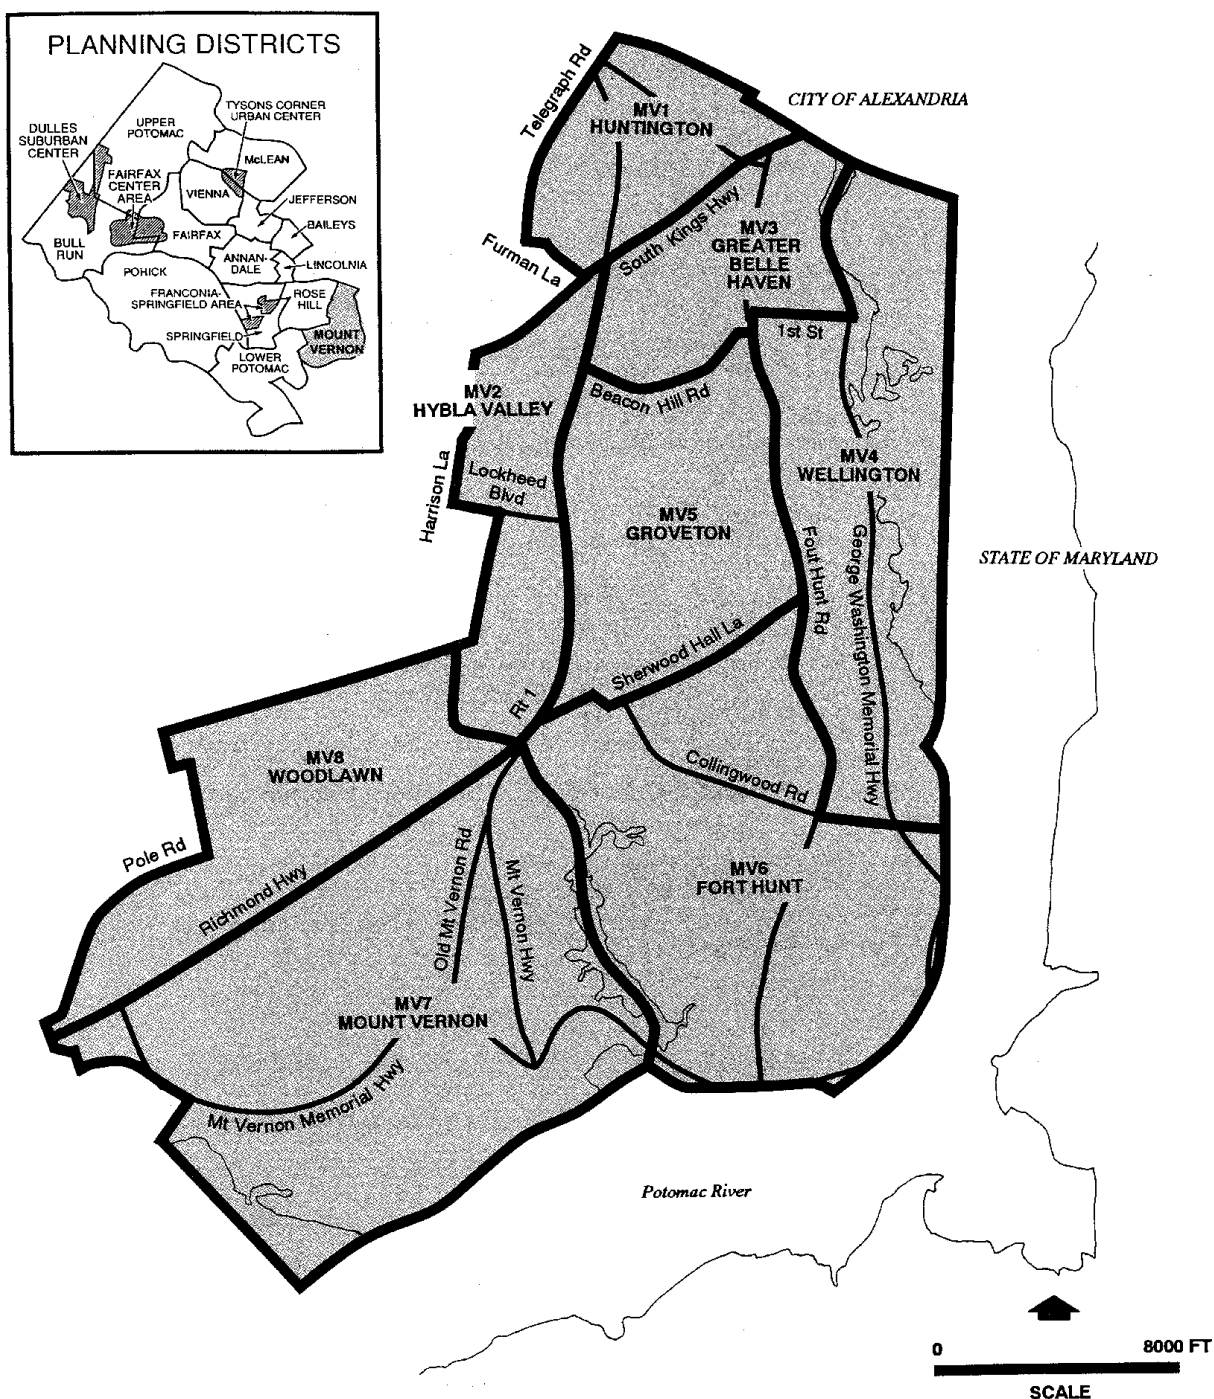 PLANNING DISTRICTS
TYSONS CORNER
URBAN CENTER
UPPER
POTOMAC
DULLES
SUBURBAN
CENTER
McLEAN
FAIRFAX
CENTER
AREA
VIENNA
JEFFERSON
BAILEYS
FAIRFAX
BULL
RUN
ANNAN-
DALE
LINCOLNIA
POHICK
FRANCONIA-
SPRINGFIELD AREA
ROSE
HILL
SPRINGFIELD
MOUNT
VERNON
LOWER
POTOMAC
Telegraph Rd
CITY OF ALEXANDRIA
MV1
HUNTINGTON
South Kings Hwy
MV3
GREATER
BELLE
HAVEN
Furman La
1st St
Beacon Hill Rd
MV2
HYBLA VALLEY
Harrison La
Lockheed
Blvd
MV4
WELLINGTON
MV5
GROVETON
Fout Hunt Rd
George Washington Memorial Hwy
STATE OF MARYLAND
Sherwood Hall La
Rt 1
MV8
WOODLAWN
Collingwood Rd
Pole Rd
Richmond Hwy
Old Mt Vernon Rd
Mt Vernon Hwy
MV6
FORT HUNT
MV7
MOUNT VERNON
Mt Vernon Memorial Hwy
Potomac River
0
8000 FT
SCALE